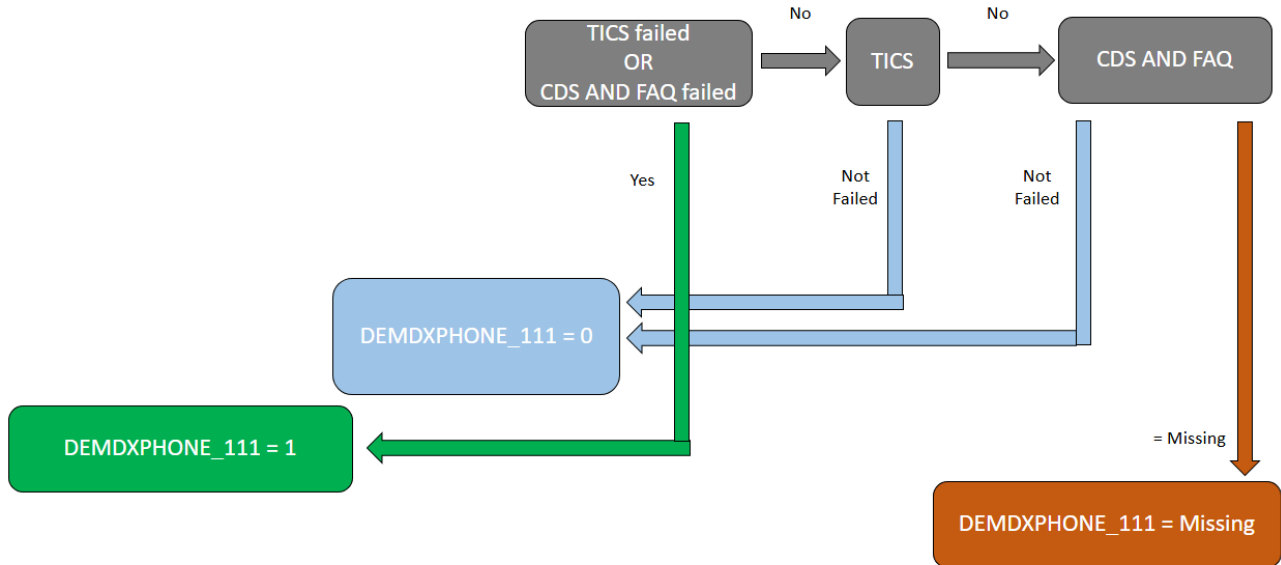 No
No
TICS failed
OR
CDS AND FAQ failed
TICS
CDS AND FAQ
Yes
Not
Failed
Not
Failed
DEMDXPHONE_111 = 0
DEMDXPHONE_111 = 1
= Missing
DEMDXPHONE_111 = Missing